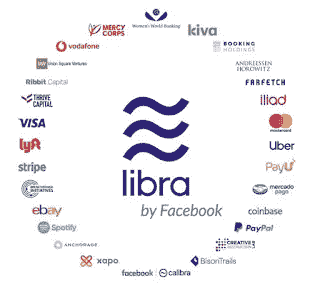 Women's World Banking
MERCY CORPS
kiva
vodafone
BOOKING HOLDINGS
Union Square Ventures
ANDREESSEN HOROWITZ
Ribbit Capital
FARFETCH
THRIVE CAPITAL
iliad
VISA
mastercard
lyft
Uber
stripe
PayU
BREAKTHROUGH INITIATIVES
mercado pago
ebay
coinbase
Spotify
PayPal
ANCHORAGE
CREATIVE DESTRUCTION LAB
xapo
BisonTrails
facebook
calibra
libra
by Facebook